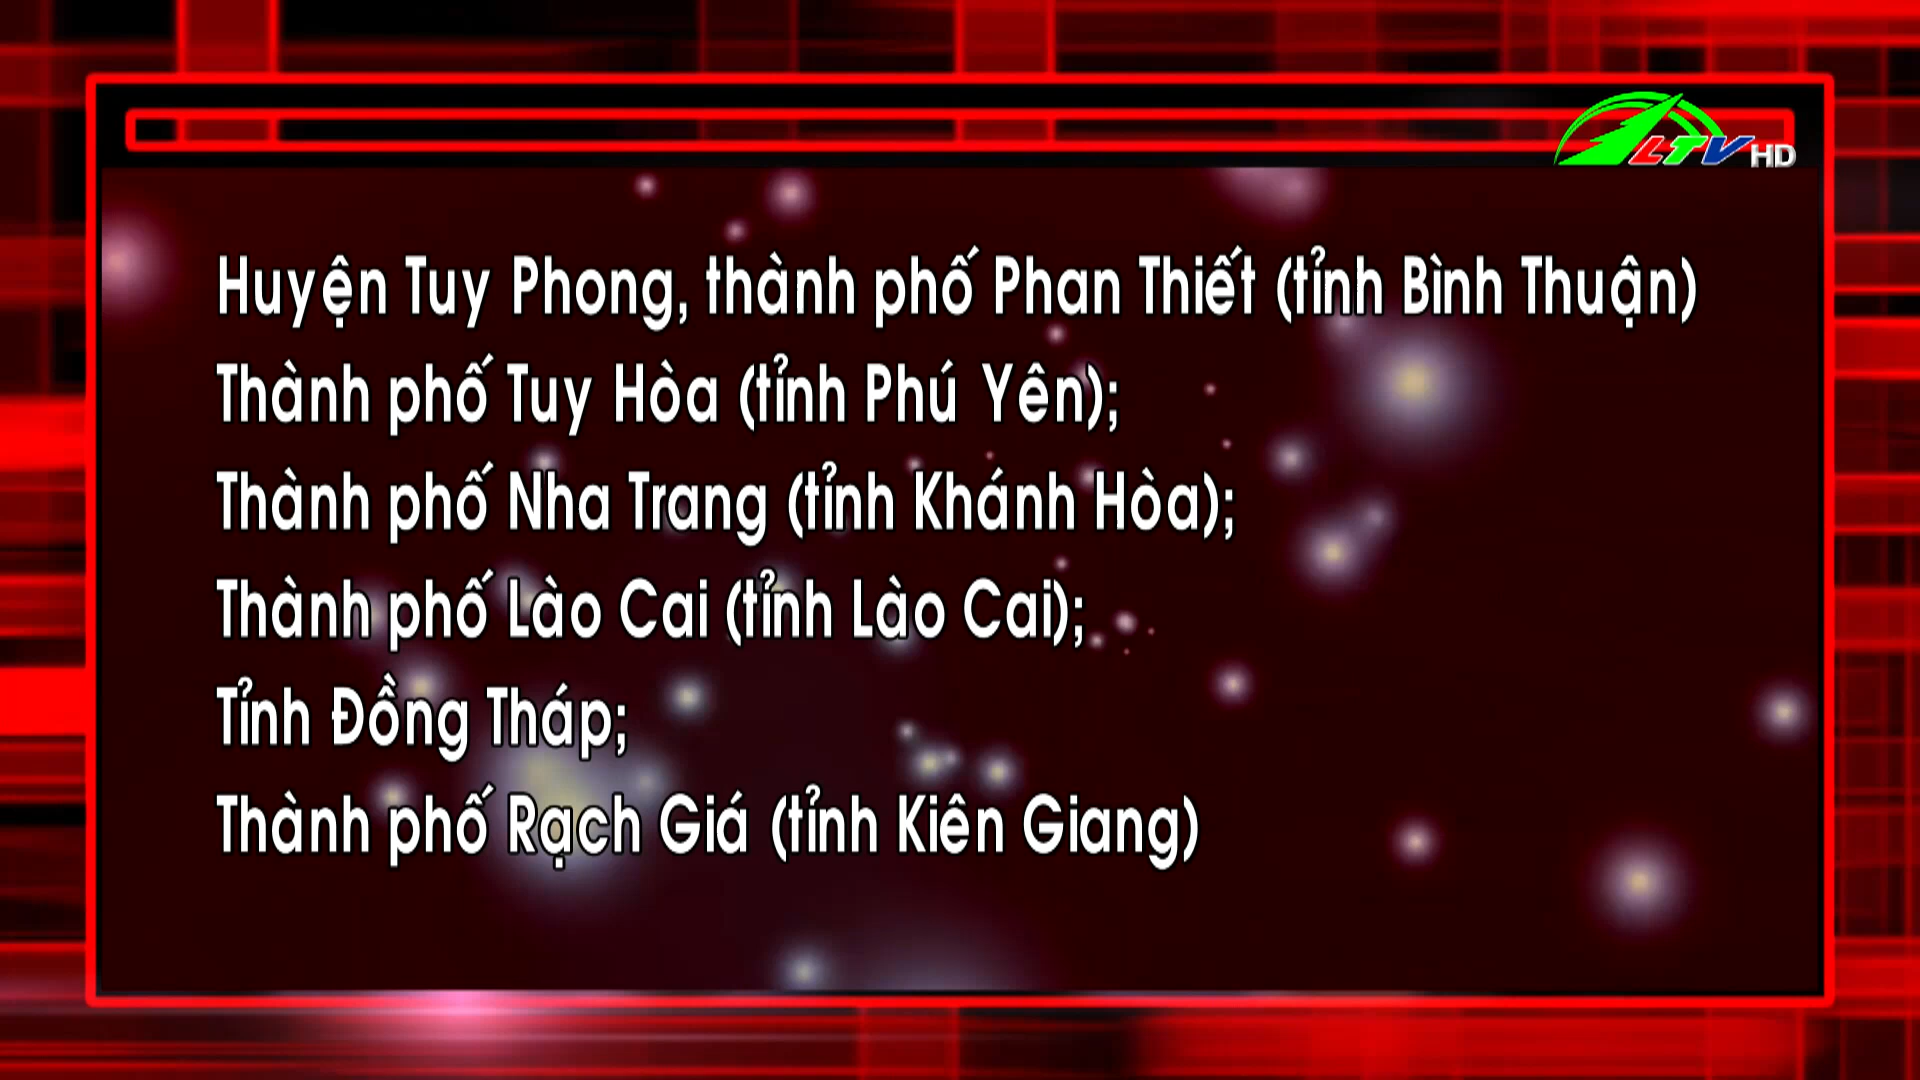 LTV HD
Huyện Tuy Phong, thành phố Phan Thiết (tỉnh Bình Thuận)
Thành phố Tuy Hòa (tỉnh Phú Yên);
Thành phố Nha Trang (tỉnh Khánh Hòa);
Thành phố Lào Cai (tỉnh Lào Cai);
Tỉnh Đồng Tháp;
Thành phố Rạch Giá (tỉnh Kiên Giang)